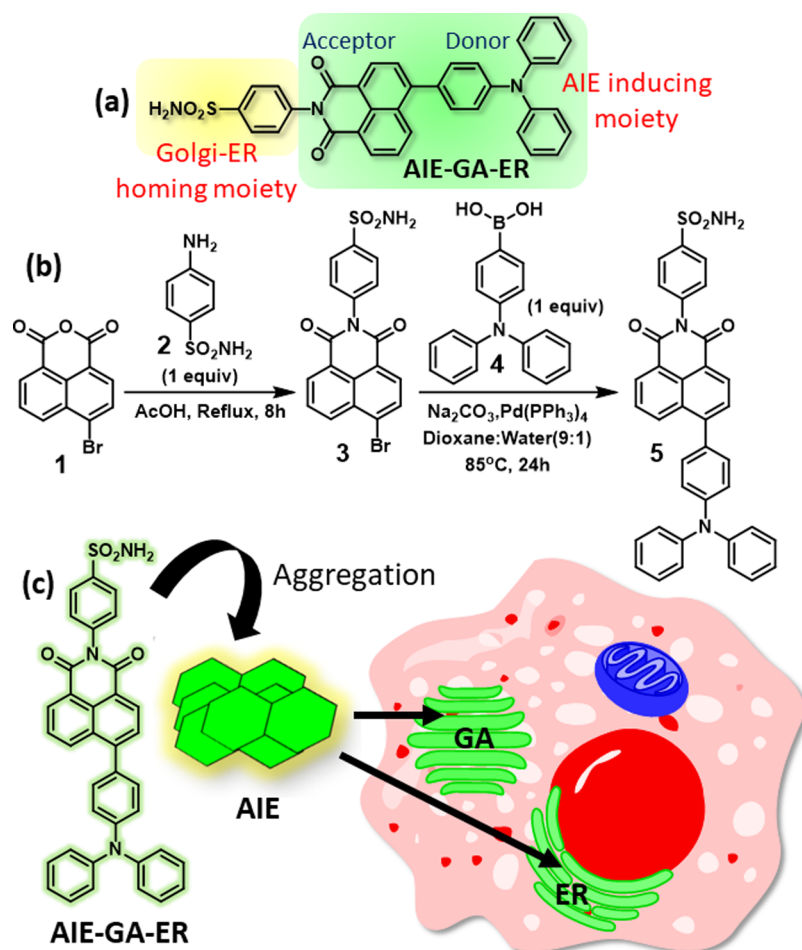 Acceptor Donor
(a)
H₂NO₂S
N
O
O
N
AIE inducing
moiety
Golgi-ER
homing moiety
AIE-GA-ER
(b)
NH₂
2
SO₂NH₂
(1 equiv)
AcOH, Reflux, 8h
O O O
Br
1
SO₂NH₂
O N O
Br
3
HO OH
B
N
(1 equiv)
4
Na₂CO₃,Pd(PPh₃)₄
Dioxane:Water(9:1)
85°C, 24h
SO₂NH₂
O N O
5
N
(c)
SO₂NH₂
O N O
N
AIE-GA-ER
Aggregation
AIE
GA
ER